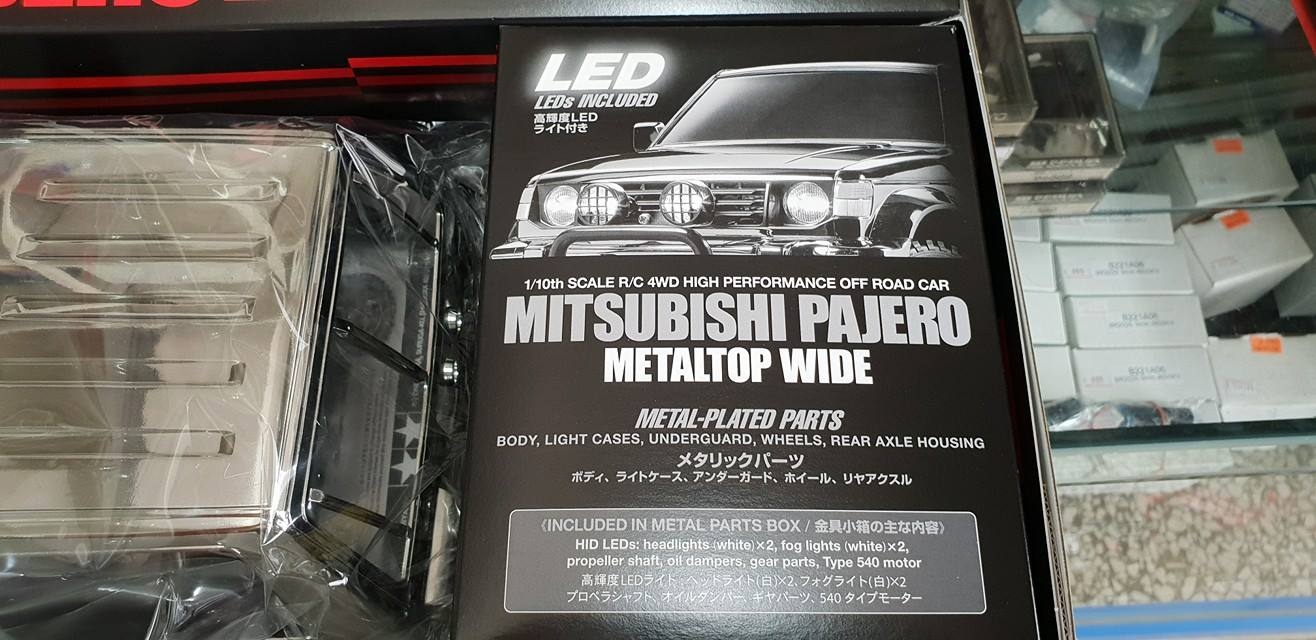 LED
LEDs INCLUDED
高輝度LED
ライト付き
1/10th SCALE R/C 4WD HIGH PERFORMANCE OFF ROAD CAR
MITSUBISHI PAJERO
METALTOP WIDE
METAL-PLATED PARTS
BODY, LIGHT CASES, UNDERGUARD, WHEELS, REAR AXLE HOUSING
メタリックパーツ
ボディ、ライトケース、アンダーガード、ホイール、リヤアクスル
《INCLUDED IN METAL PARTS BOX / 金具小箱の主な内容》
HID LEDs: headlights (white)×2, fog lights (white)×2,
propeller shaft, oil dampers, gear parts, Type 540 motor
高輝度LEDライト：ヘッドライト(白)×2、フォグライト(白)×2
プロペラシャフト、オイルダンパー、ギヤパーツ、540タイプモーター
B221A06
B221A06
B221A06